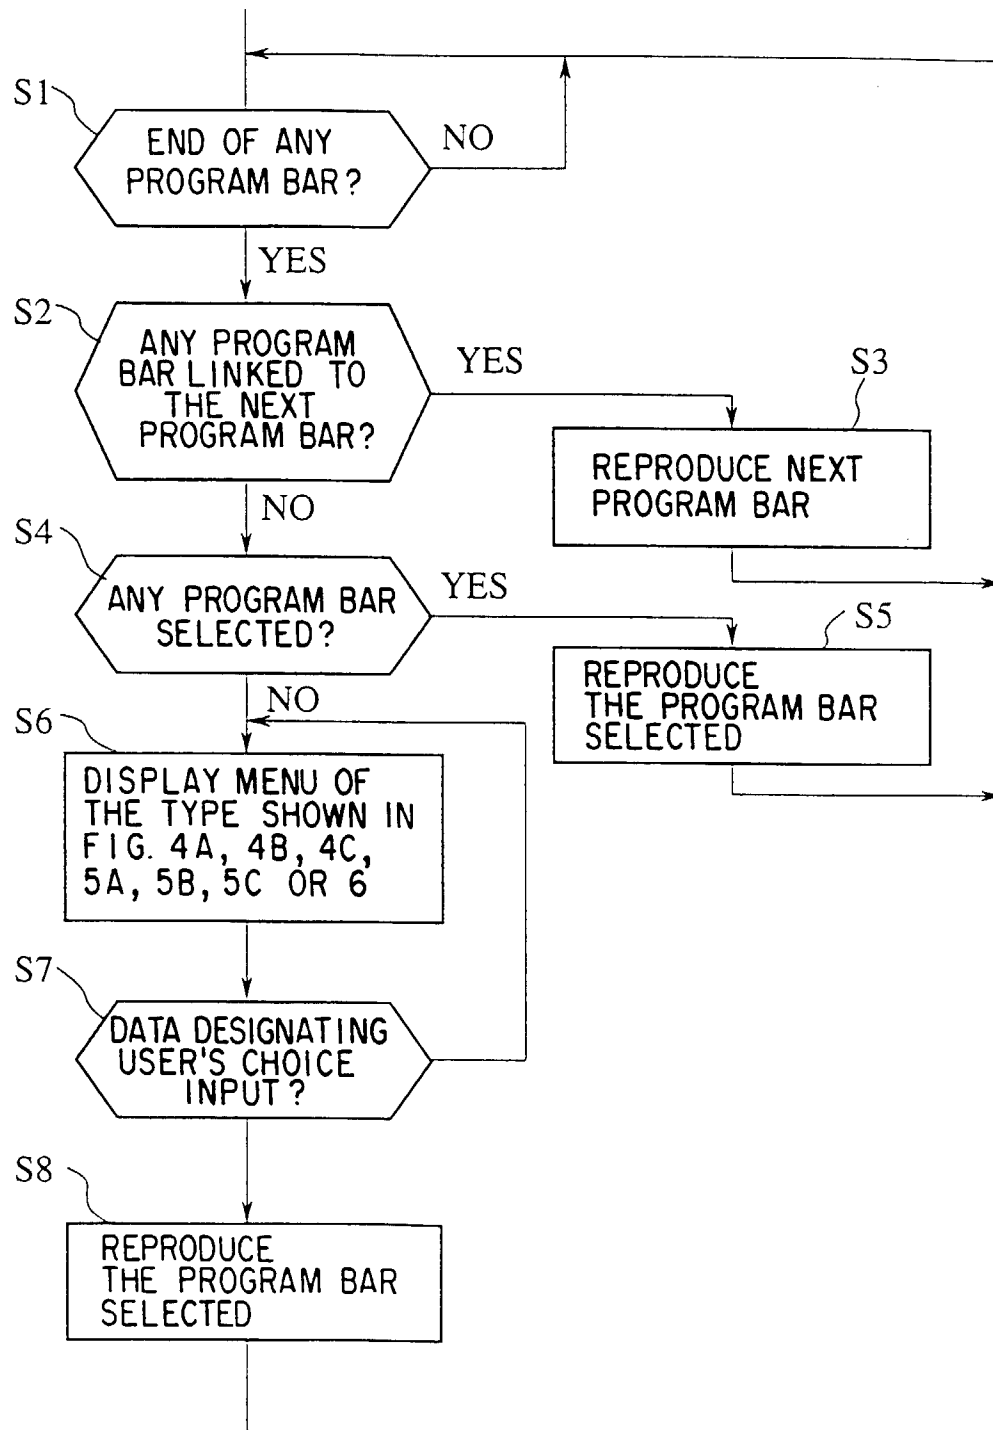 S1
END OF ANY
PROGRAM BAR?
NO
YES
S2
ANY PROGRAM
BAR LINKED TO
THE NEXT
PROGRAM BAR?
YES
S3
REPRODUCE NEXT
PROGRAM BAR
NO
S4
ANY PROGRAM BAR
SELECTED?
YES
S5
REPRODUCE
THE PROGRAM BAR
SELECTED
NO
S6
DISPLAY MENU OF
THE TYPE SHOWN IN
FIG. 4A, 4B, 4C,
5A, 5B, 5C OR 6
S7
DATA DESIGNATING
USER'S CHOICE
INPUT?
S8
REPRODUCE
THE PROGRAM BAR
SELECTED